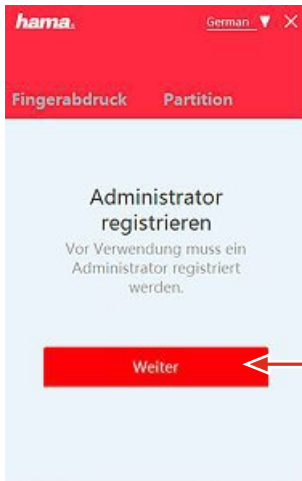 hama.
German
Fingerabdruck Partition
Administrator
registrieren
Vor Verwendung muss ein
Administrator registriert
werden.
Weiter